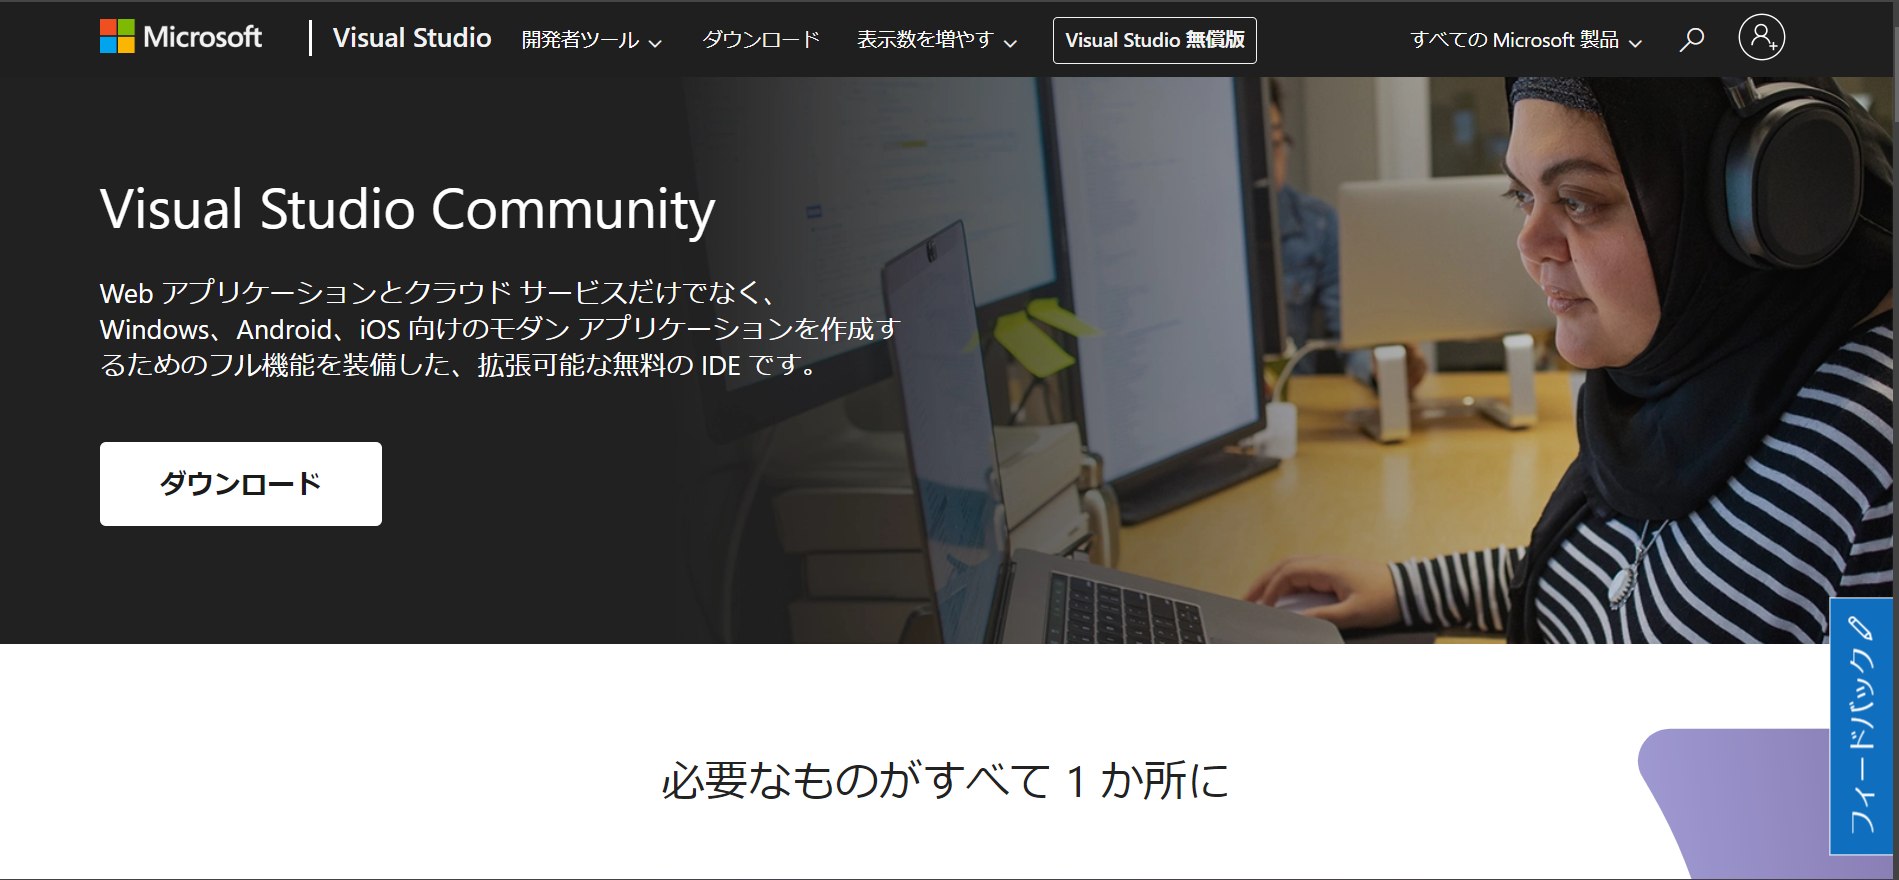 Microsoft
Visual Studio
開発者ツール
ダウンロード
表示数を増やす
Visual Studio 無償版
すべての Microsoft 製品
Visual Studio Community
Web アプリケーションとクラウド サービスだけでなく、
Windows、Android、iOS 向けのモダン アプリケーションを作成す
るためのフル機能を装備した、拡張可能な無料の IDE です。
ダウンロード
必要なものがすべて 1 か所に
フィードバック